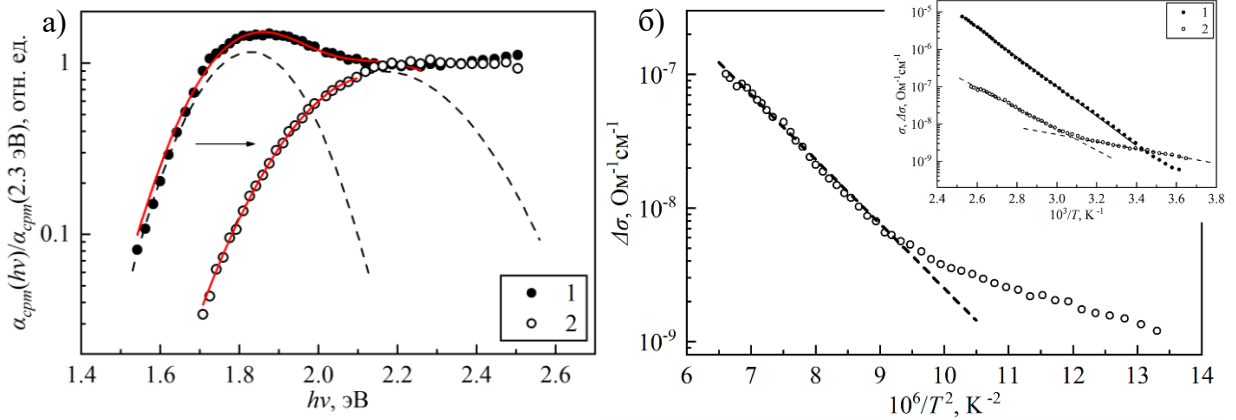 а)
α_cpm(hν)/α_cpm(2.3 эВ), отн. ед.
1
0.1
1
2
1.4 1.6 1.8 2.0 2.2 2.4 2.6
hν, эВ
б)
Δσ, Ом⁻¹см⁻¹
10⁻⁷
10⁻⁸
10⁻⁹
6 7 8 9 10 11 12 13 14
10⁶/T², K⁻²
σ, Δσ, Ом⁻¹см⁻¹
10⁻⁵
10⁻⁶
10⁻⁷
10⁻⁸
10⁻⁹
1
2
2.4 2.6 2.8 3.0 3.2 3.4 3.6 3.8
10³/T, K⁻¹